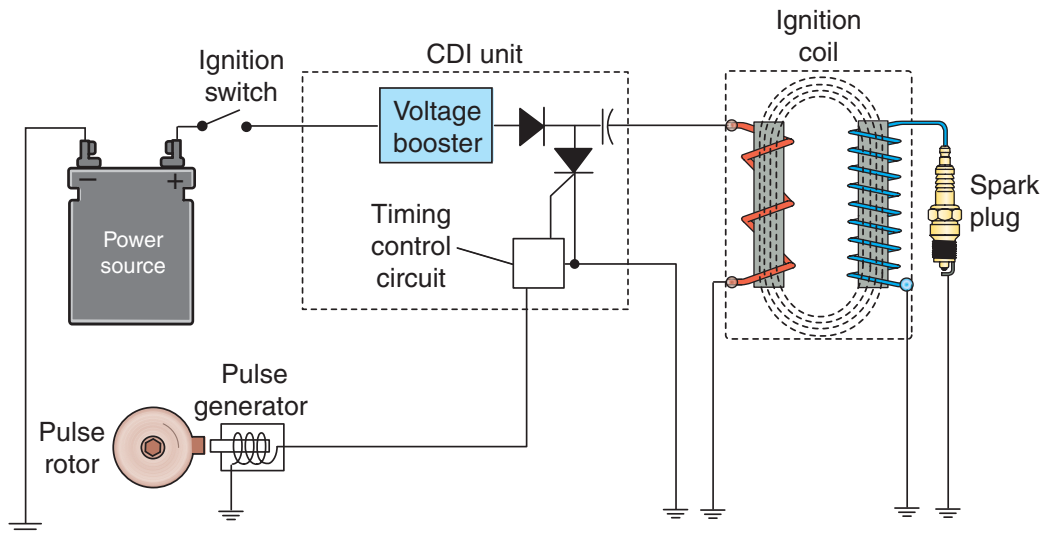 Ignition
coil
CDI unit
Ignition
switch
Voltage
booster
− +
Power
source
Timing
control
circuit
Spark
plug
Pulse
generator
Pulse
rotor